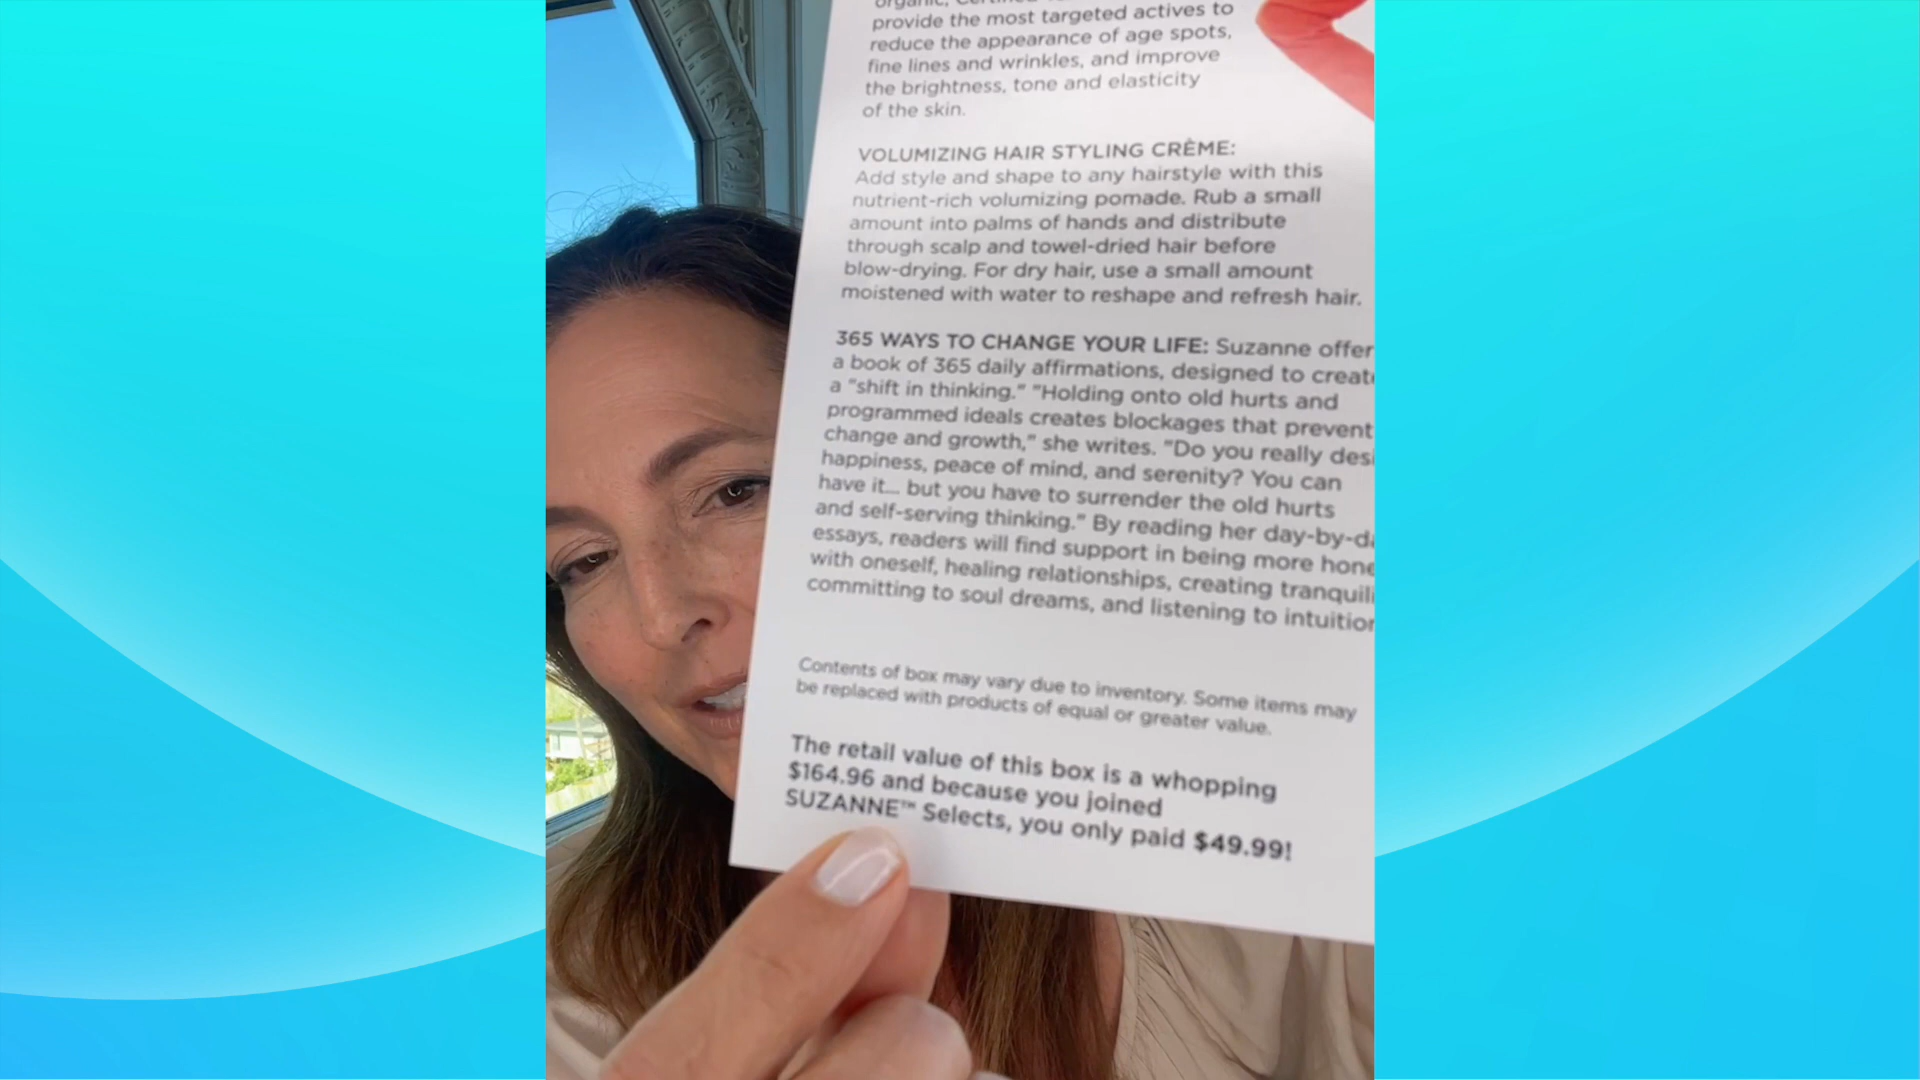 provide the most targeted actives to
reduce the appearance of age spots,
fine lines and wrinkles, and improve
the brightness, tone and elasticity
of the skin.
VOLUMIZING HAIR STYLING CRÈME:
Add style and shape to any hairstyle with this
nutrient-rich volumizing pomade. Rub a small
amount into palms of hands and distribute
through scalp and towel-dried hair before
blow-drying. For dry hair, use a small amount
moistened with water to reshape and refresh hair.
365 WAYS TO CHANGE YOUR LIFE: Suzanne offer
a book of 365 daily affirmations, designed to creat
a "shift in thinking." "Holding onto old hurts and
programmed ideals creates blockages that prevent
change and growth," she writes. "Do you really desi
happiness, peace of mind, and serenity? You can
have it... but you have to surrender the old hurts
and self-serving thinking." By reading her day-by-da
essays, readers will find support in being more hone
with oneself, healing relationships, creating tranquili
committing to soul dreams, and listening to intuition
Contents of box may vary due to inventory. Some items may
be replaced with products of equal or greater value.
The retail value of this box is a whopping
$164.96 and because you joined
SUZANNE™ Selects, you only paid $49.99!